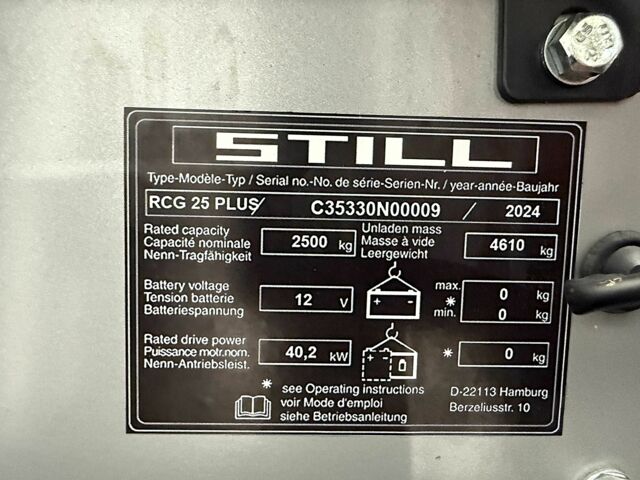 STILL
Type-Modèle-Typ / Serial no.-No. de série-Serien-Nr. / year-année-Baujahr
RCG 25 PLUS / C35330N00009 / 2024
Rated capacity
Capacité nominale
Nenn-Tragfähigkeit
2500 kg
Unladen mass
Masse à vide
Leergewicht
4610 kg
Battery voltage
Tension batterie
Batteriespannung
12 V
+ -
max.
*
min.
0 kg
0 kg
Rated drive power
Puissance motr.nom.
Nenn-Antriebsleist.
40,2 kW
+ -
* 0 kg
* see Operating instructions
voir Mode d'emploi
siehe Betriebsanleitung
D-22113 Hamburg
Berzeliusstr. 10